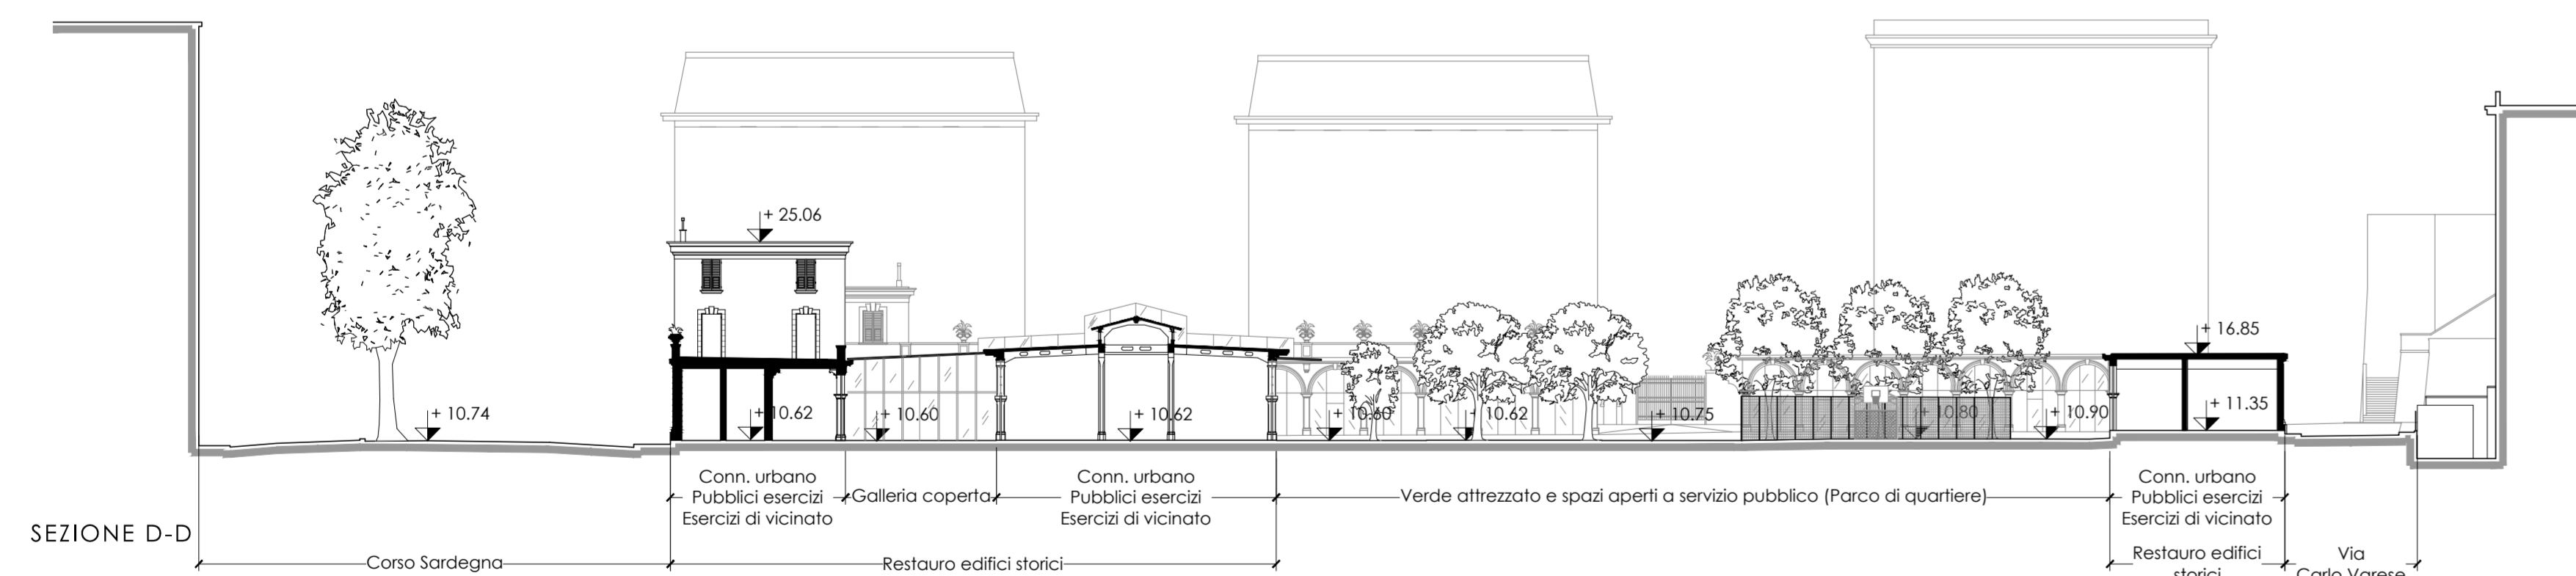 + 25.06
+ 16.85
+ 10.74
+ 10.62
+ 10.60
+ 10.62
+ 10.60
+ 10.62
+ 10.75
+ 10.80
+ 10.90
+ 11.35
Conn. urbano
Pubblici esercizi
Esercizi di vicinato
Galleria coperta
Conn. urbano
Pubblici esercizi
Esercizi di vicinato
Verde attrezzato e spazi aperti a servizio pubblico (Parco di quartiere)
Conn. urbano
Pubblici esercizi
Esercizi di vicinato
SEZIONE D-D
Corso Sardegna
Restauro edifici storici
Restauro edifici
storici
Via
Carlo Varese